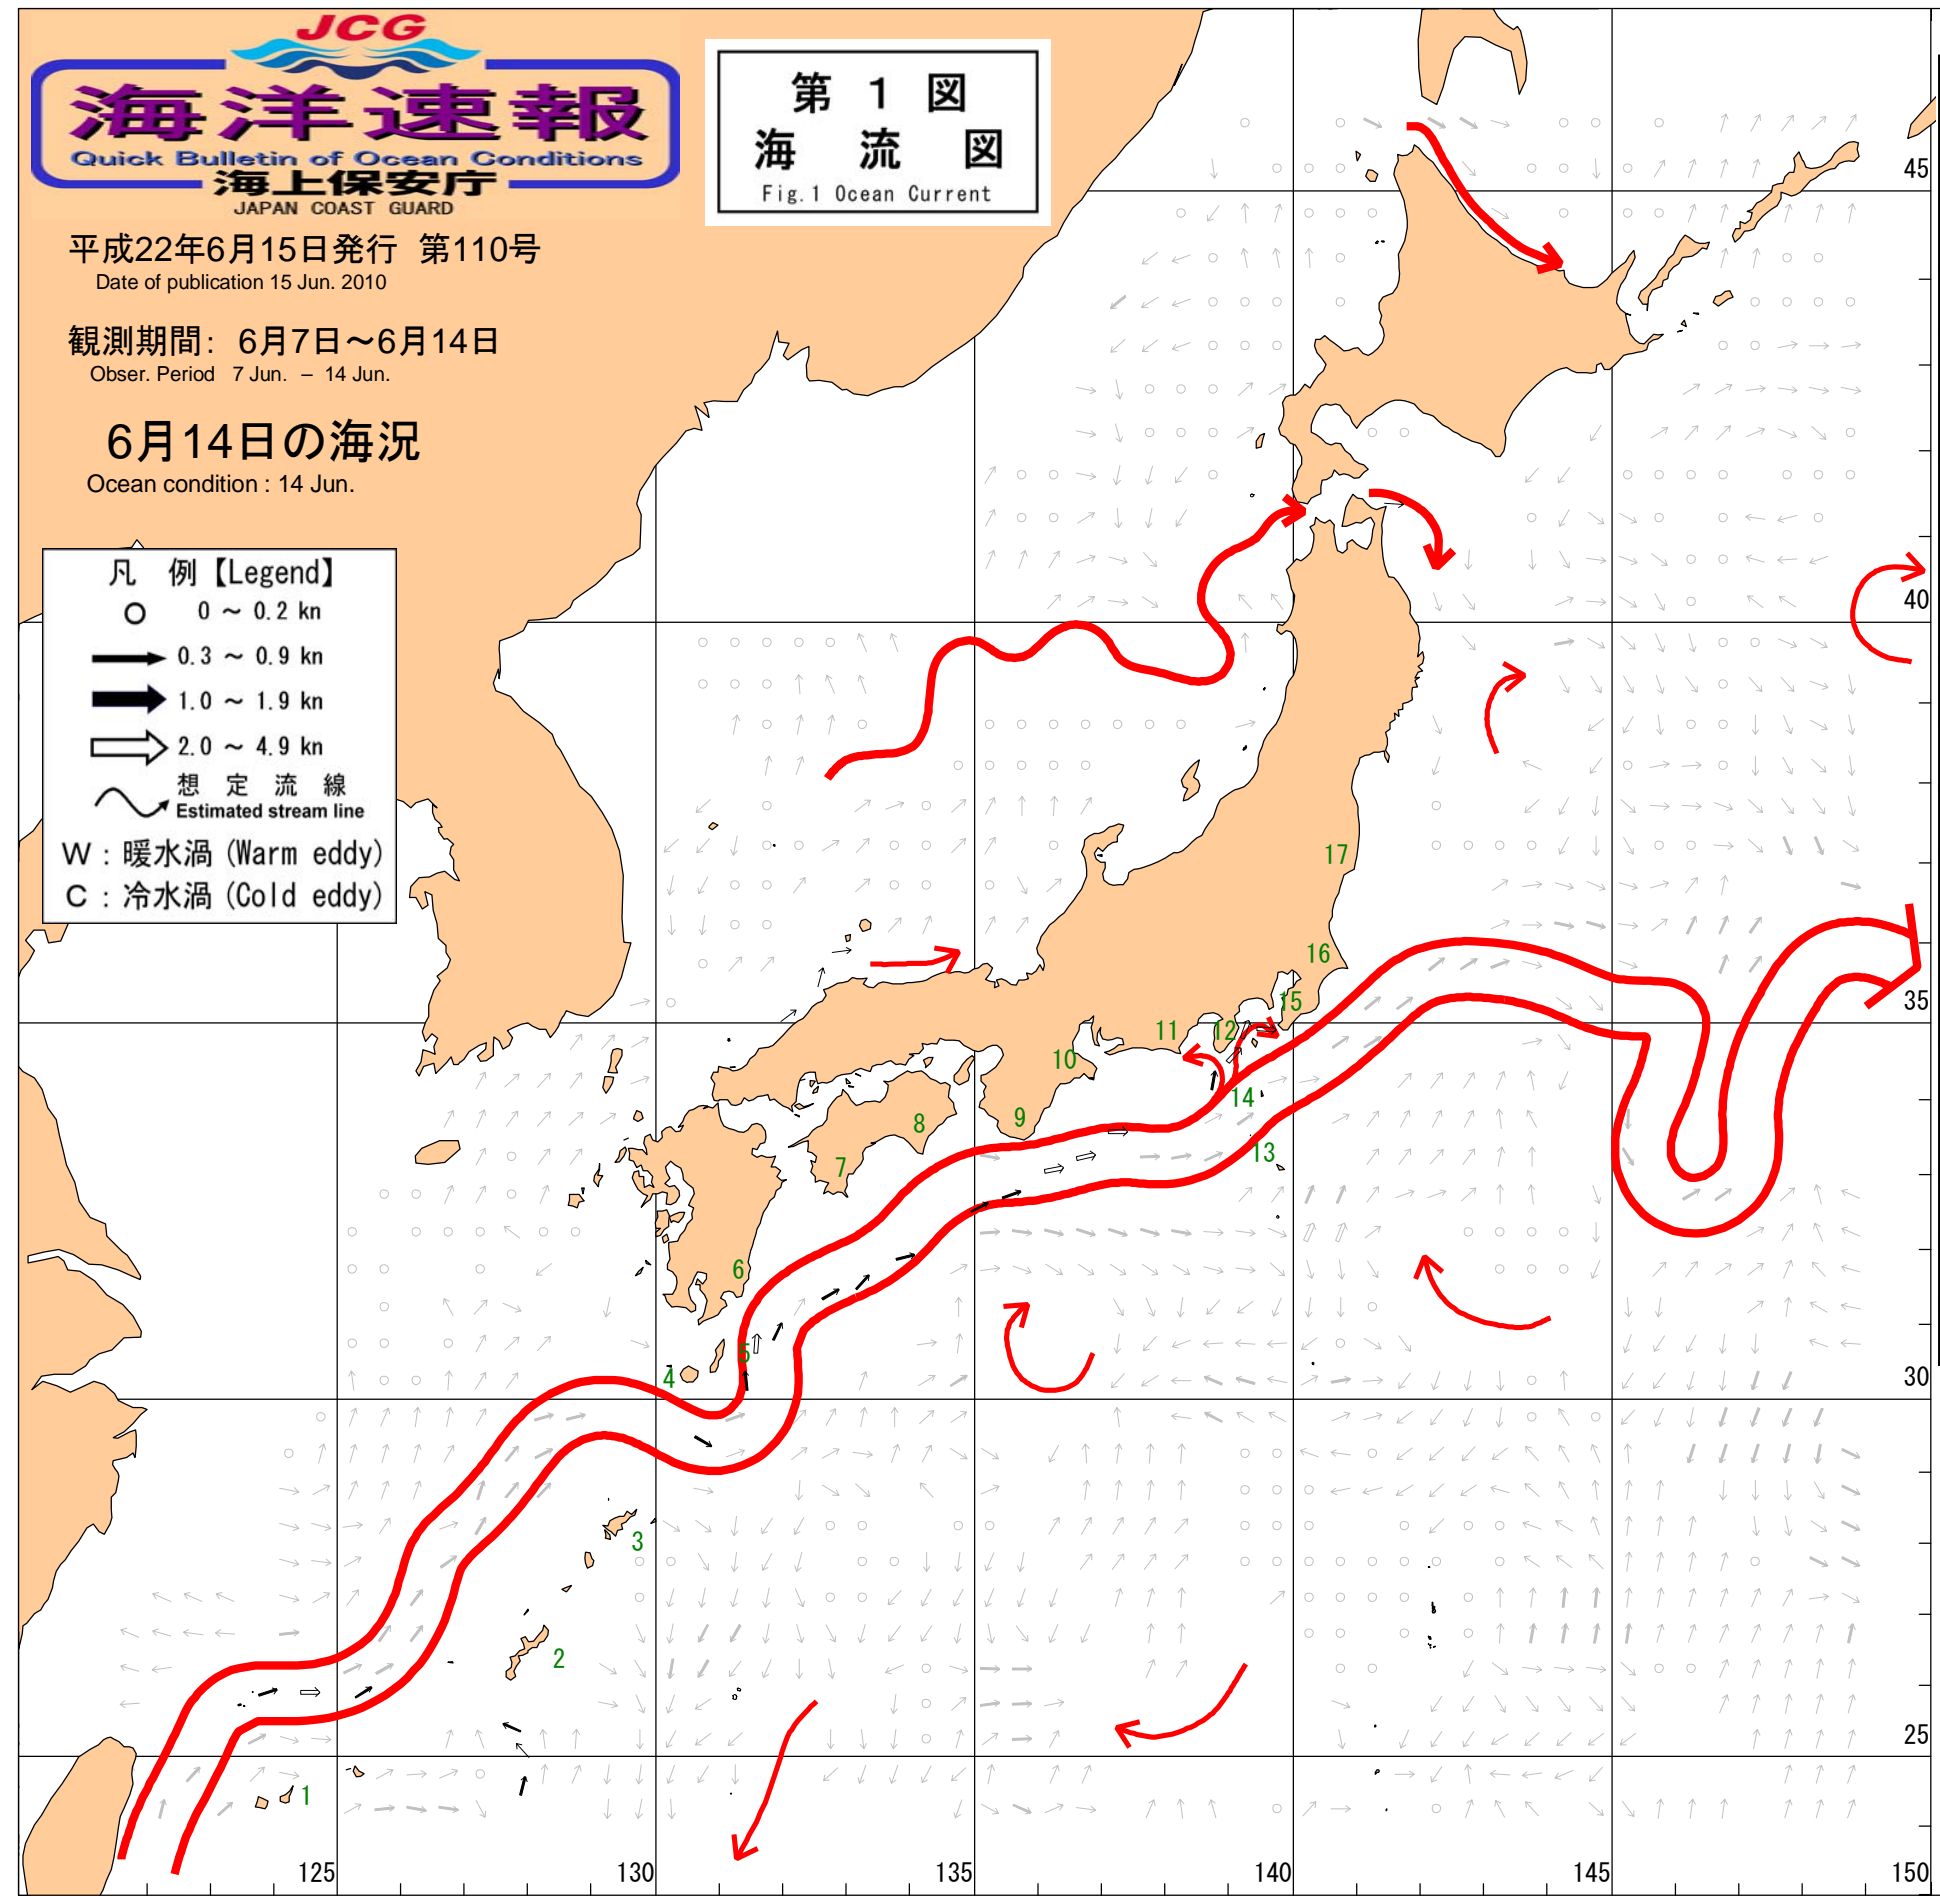 JCG
海洋速報
Quick Bulletin of Ocean Conditions
海上保安庁
JAPAN COAST GUARD
第 1 図
海 流 図
Fig.1 Ocean Current
平成22年6月15日発行 第110号
Date of publication 15 Jun. 2010
観測期間: 6月7日～6月14日
Obser. Period 7 Jun. – 14 Jun.
6月14日の海況
Ocean condition : 14 Jun.
凡 例【Legend】
0 ～ 0.2 kn
0.3 ～ 0.9 kn
1.0 ～ 1.9 kn
2.0 ～ 4.9 kn
想 定 流 線
Estimated stream line
W : 暖水渦 (Warm eddy)
C : 冷水渦 (Cold eddy)
45
40
17
16
35
15
12
11
10
14
9
8
13
7
6
5
4
30
3
2
25
1
125
130
135
140
145
150